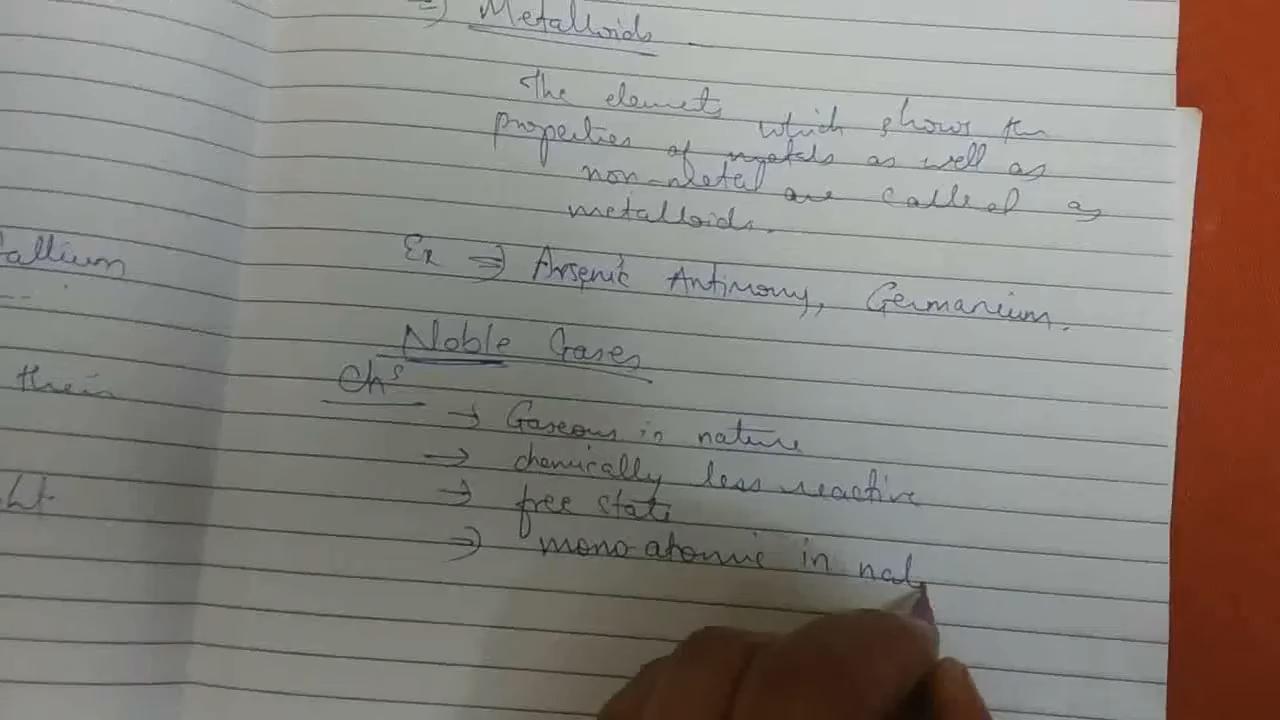 ⇒) Metalloids -
The elements which shows the
properties of metals as well as
non-metal are called as
metalloids.
Ex ⇒ Arsenic Antimony, Germanium.
Noble Gases
Chs
→ Gaseous in nature
→ chemically less reactive
→ free state
⇒ mono-atomic in nat
allium
their
ht